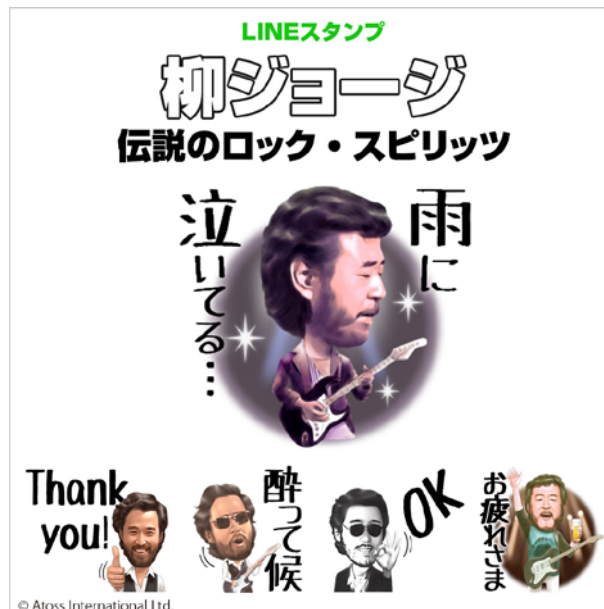 LINEスタンプ
柳ジョージ
伝説のロック・スピリッツ
雨に
泣いてる…
Thank
you!
酔って候
OK
お疲れさま
© Atoss International Ltd.